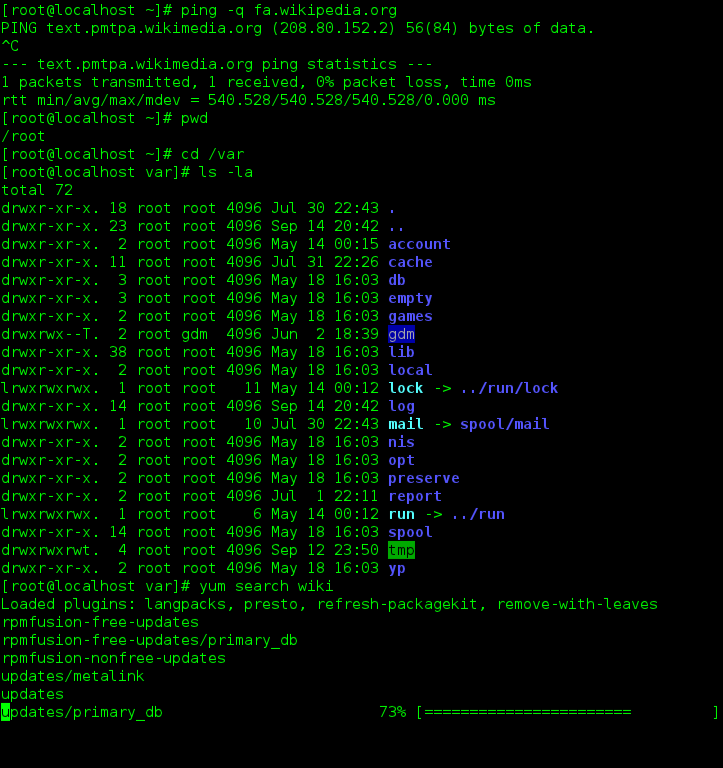 [root@localhost ~]# ping -q fa.wikipedia.org
PING text.pmtpa.wikimedia.org (208.80.152.2) 56(84) bytes of data.
^C
--- text.pmtpa.wikimedia.org ping statistics ---
1 packets transmitted, 1 received, 0% packet loss, time 0ms
rtt min/avg/max/mdev = 540.528/540.528/540.528/0.000 ms
[root@localhost ~]# pwd
/root
[root@localhost ~]# cd /var
[root@localhost var]# ls -la
total 72
drwxr-xr-x. 18 root root 4096 Jul 30 22:43 .
drwxr-xr-x. 23 root root 4096 Sep 14 20:42 ..
drwxr-xr-x.  2 root root 4096 May 14 00:15 account
drwxr-xr-x. 11 root root 4096 Jul 31 22:26 cache
drwxr-xr-x.  3 root root 4096 May 18 16:03 db
drwxr-xr-x.  3 root root 4096 May 18 16:03 empty
drwxr-xr-x.  2 root root 4096 May 18 16:03 games
drwxrwx--T.  2 root gdm  4096 Jun  2 18:39 gdm
drwxr-xr-x. 38 root root 4096 May 18 16:03 lib
drwxr-xr-x.  2 root root 4096 May 18 16:03 local
lrwxrwxrwx.  1 root root   11 May 14 00:12 lock -> ../run/lock
drwxr-xr-x. 14 root root 4096 Sep 14 20:42 log
lrwxrwxrwx.  1 root root   10 Jul 30 22:43 mail -> spool/mail
drwxr-xr-x.  2 root root 4096 May 18 16:03 nis
drwxr-xr-x.  2 root root 4096 May 18 16:03 opt
drwxr-xr-x.  2 root root 4096 May 18 16:03 preserve
drwxr-xr-x.  2 root root 4096 Jul  1 22:11 report
lrwxrwxrwx.  1 root root    6 May 14 00:12 run -> ../run
drwxr-xr-x. 14 root root 4096 May 18 16:03 spool
drwxrwxrwt.  4 root root 4096 Sep 12 23:50 tmp
drwxr-xr-x.  2 root root 4096 May 18 16:03 yp
[root@localhost var]# yum search wiki
Loaded plugins: langpacks, presto, refresh-packagekit, remove-with-leaves
rpmfusion-free-updates
rpmfusion-free-updates/primary_db
rpmfusion-nonfree-updates
updates/metalink
updates
updates/primary_db                        73% [=======================         ]